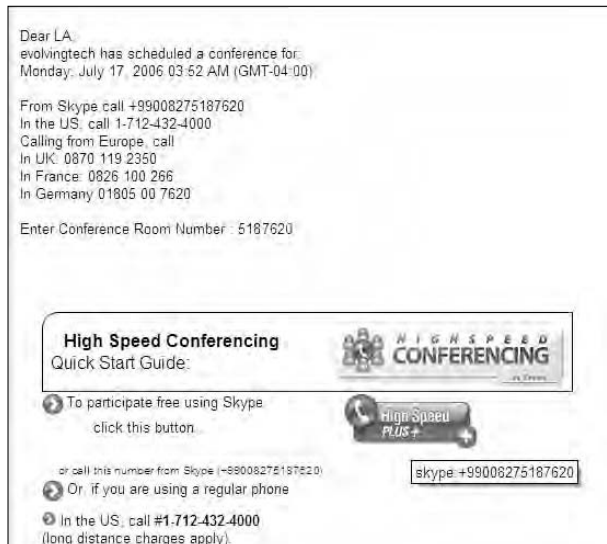 Dear LA,
evolvingtech has scheduled a conference for:
Monday, July 17, 2006 03:52 AM (GMT-04:00)
From Skype call +99008275187620
In the US, call 1-712-432-4000
Calling from Europe, call
In UK: 0870 119 2350
In France: 0826 100 266
In Germany 01805 00 7620
Enter Conference Room Number : 5187620
High Speed Conferencing
Quick Start Guide:
HIGHSPEED
CONFERENCING
To participate free using Skype
click this button
High Speed
PLUS+
or call this number from Skype (+99008275187620)
skype:+99008275187620
Or, if you are using a regular phone
In the US, call #1-712-432-4000
(long distance charges apply).